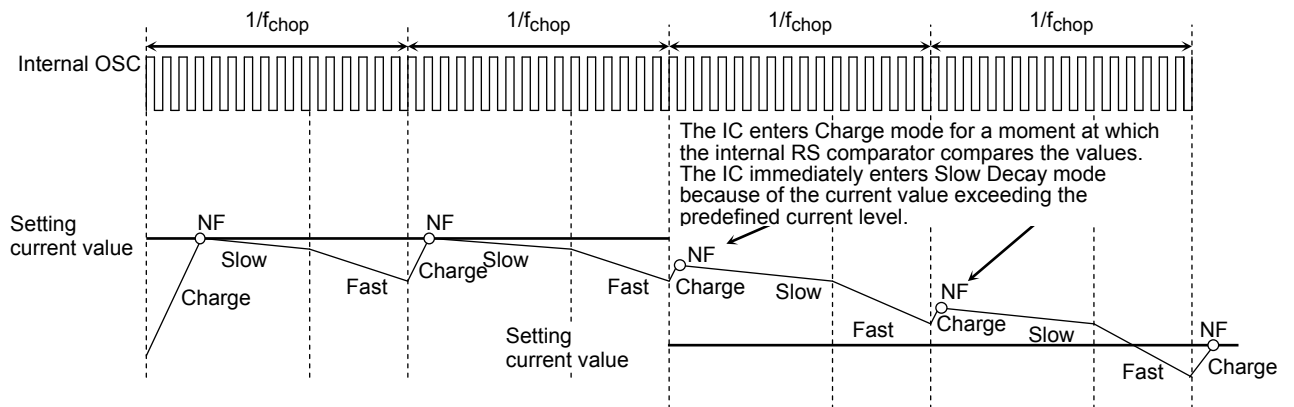 1/fchop 1/fchop 1/fchop 1/fchop
Internal OSC
The IC enters Charge mode for a moment at which
the internal RS comparator compares the values.
The IC immediately enters Slow Decay mode
because of the current value exceeding the
predefined current level.
Setting
current value
NF
Slow
Charge
Fast
NF
Charge
Slow
Fast
NF
Charge
Slow
Fast
Setting
current value
NF
Charge
Slow
Fast
NF
Charge